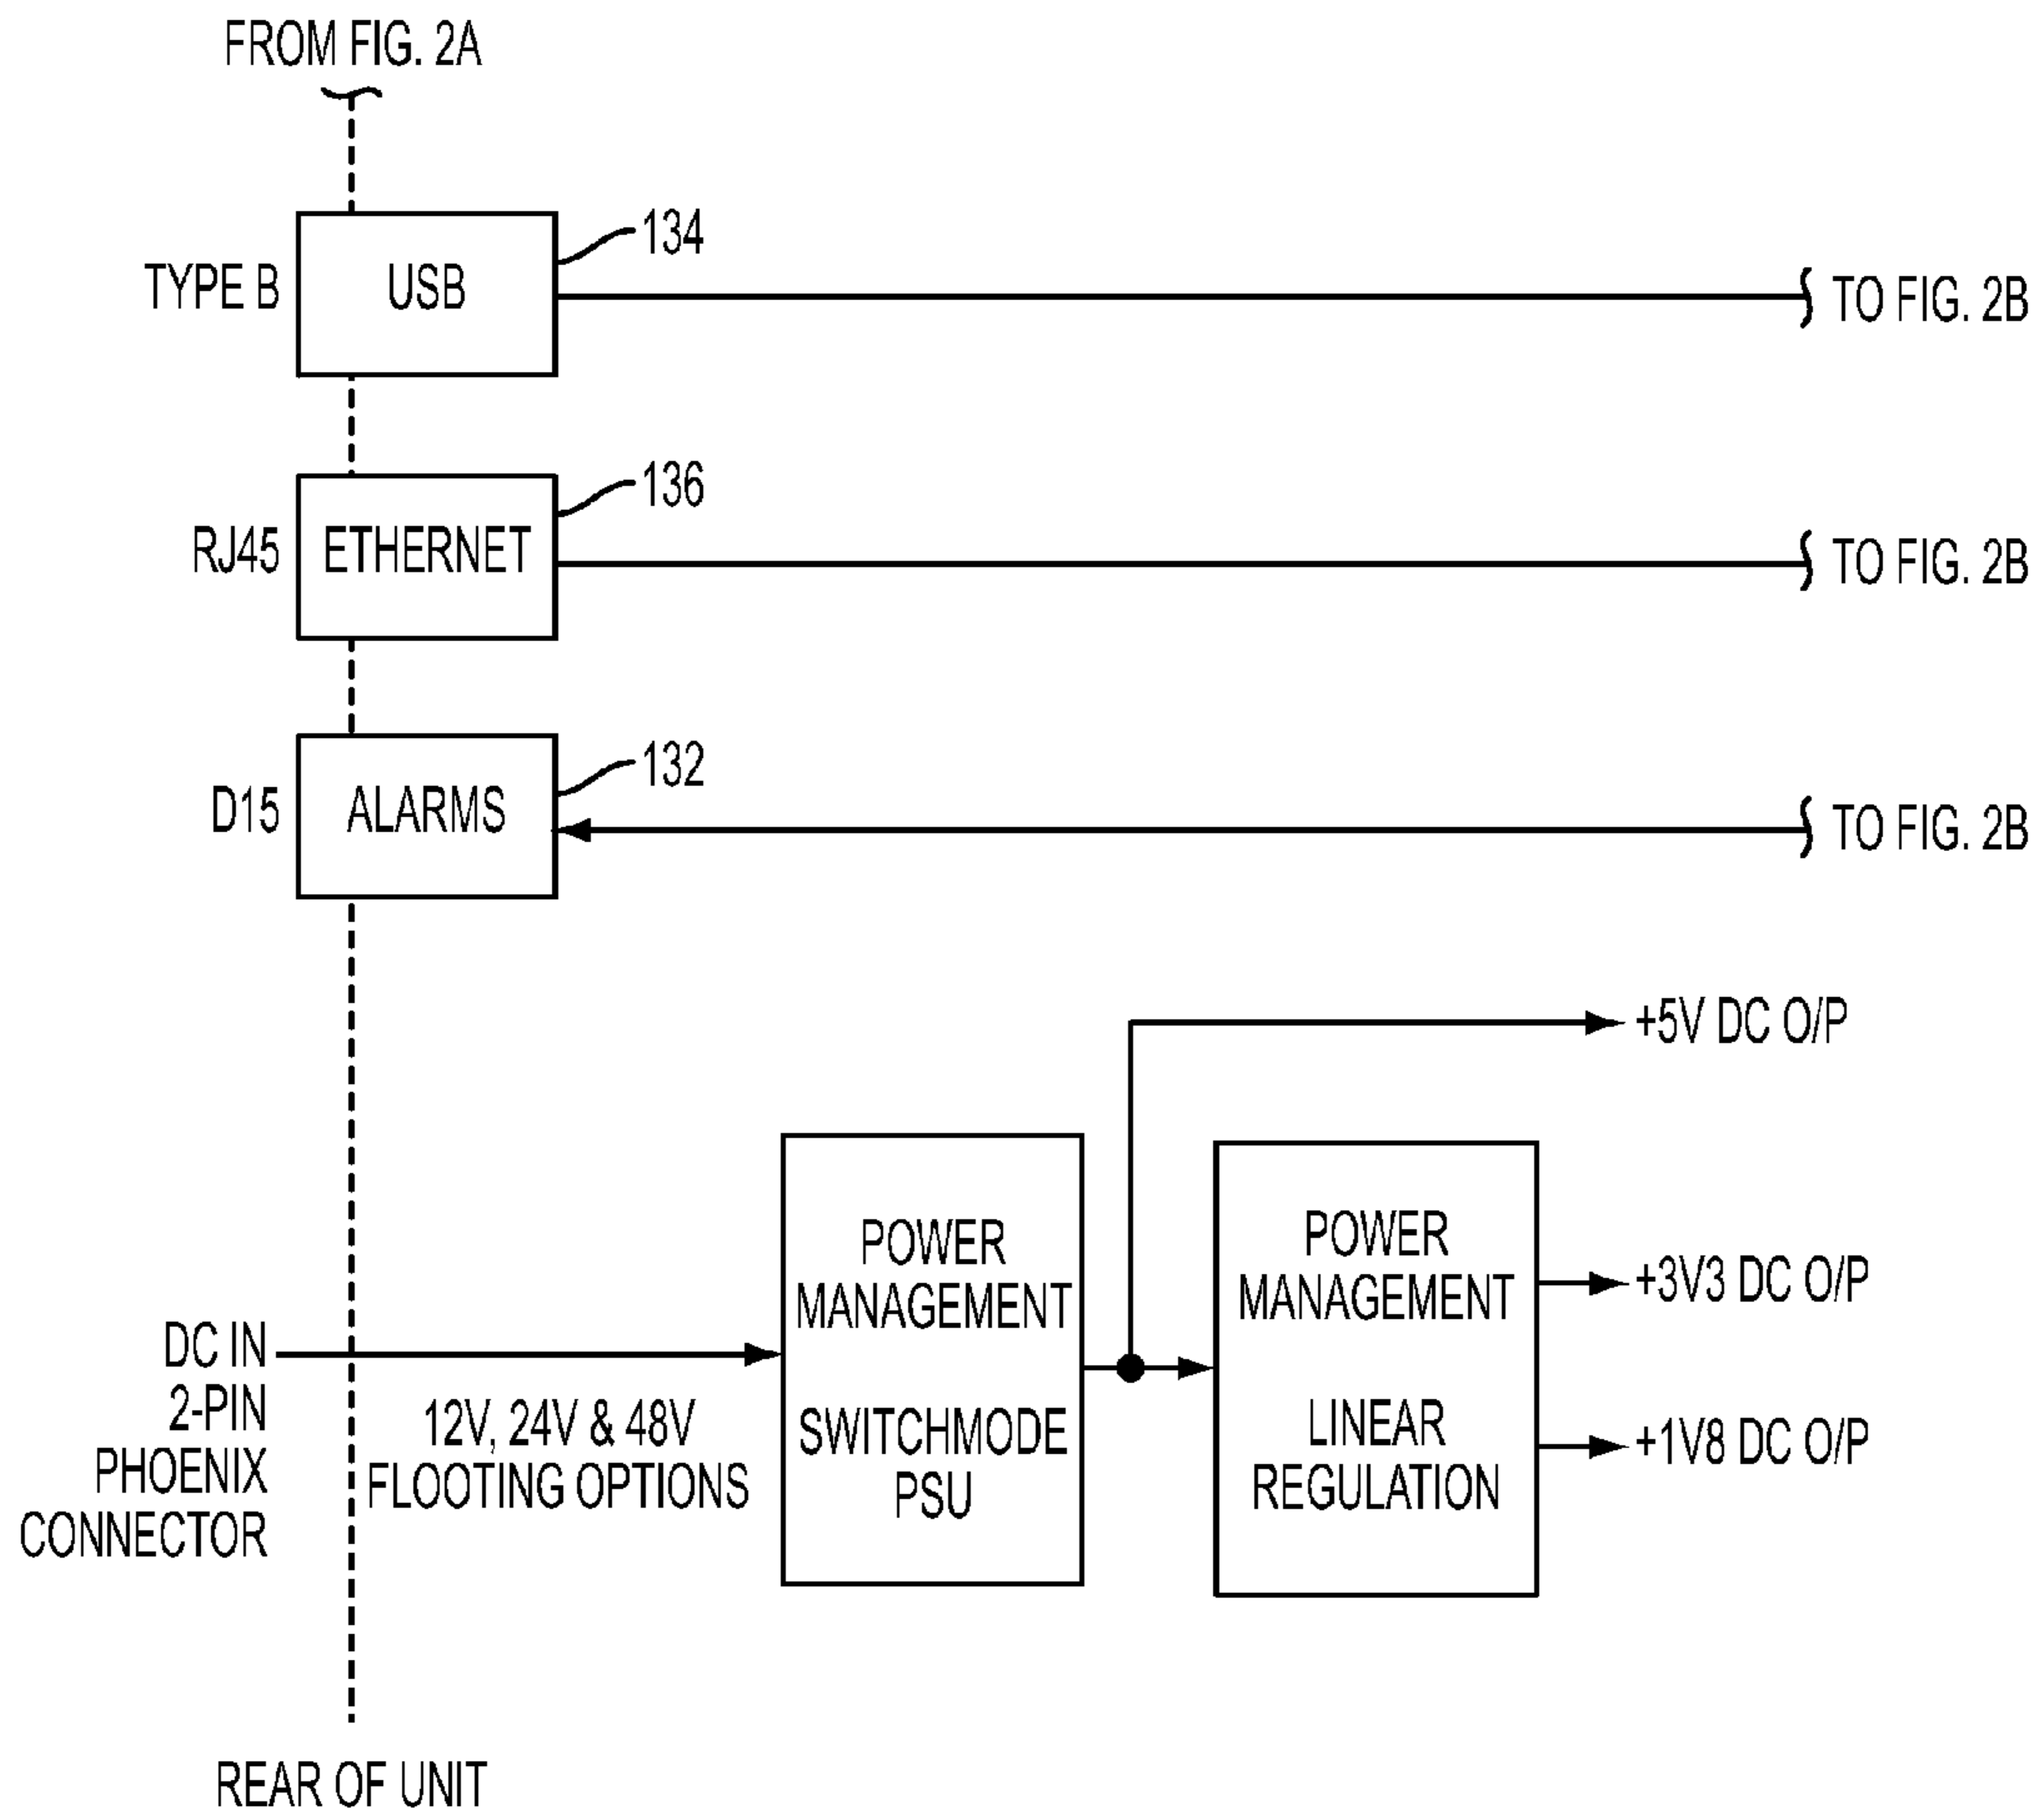 FROM FIG. 2A
134
TYPE B
USB
TO FIG. 2B
136
RJ45
ETHERNET
TO FIG. 2B
132
D15
ALARMS
TO FIG. 2B
+5V DC O/P
POWER
MANAGEMENT
SWITCHMODE
PSU
POWER
MANAGEMENT
LINEAR
REGULATION
+3V3 DC O/P
+1V8 DC O/P
DC IN
2-PIN
PHOENIX
CONNECTOR
12V, 24V & 48V
FLOOTING OPTIONS
REAR OF UNIT